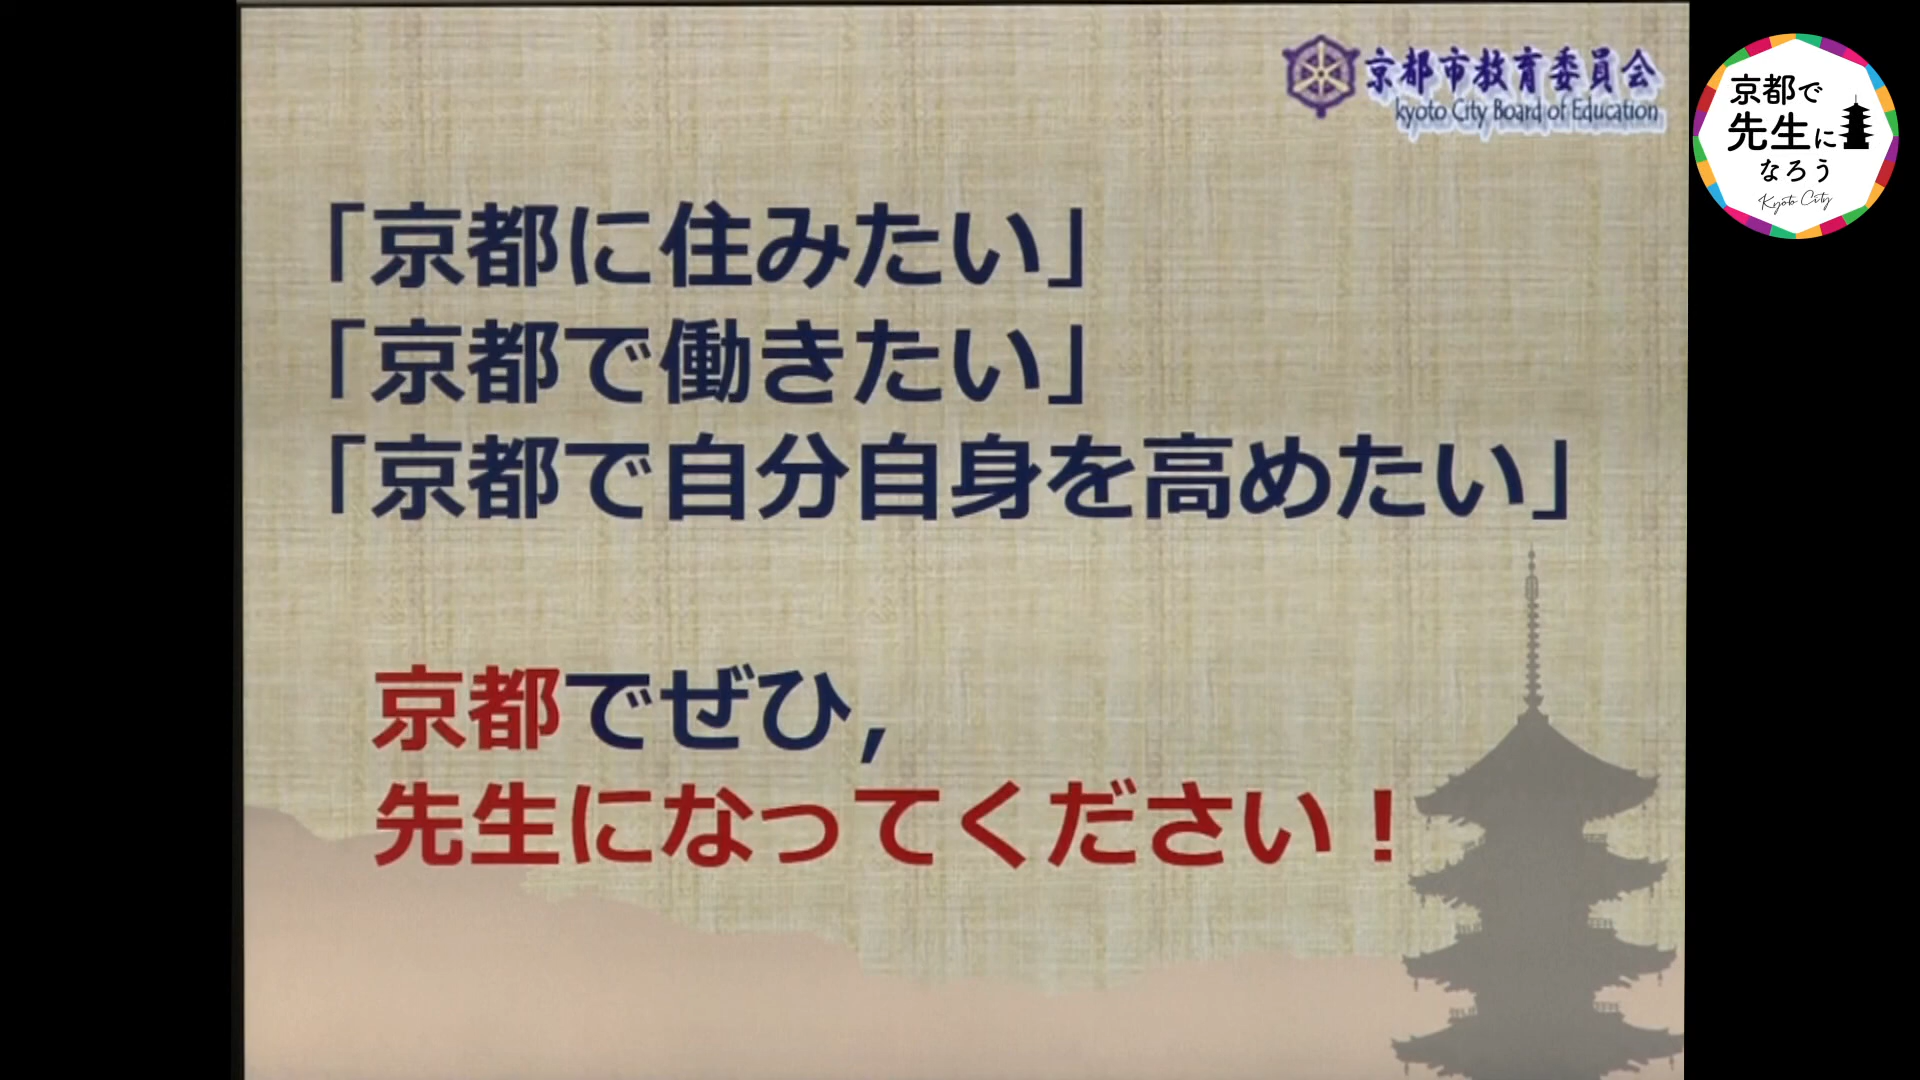 京都市教育委員会
kyoto City Board of Education
京都で
先生に
なろう
Kyoto City
「京都に住みたい」
「京都で働きたい」
「京都で自分自身を高めたい」
京都でぜひ,
先生になってください！